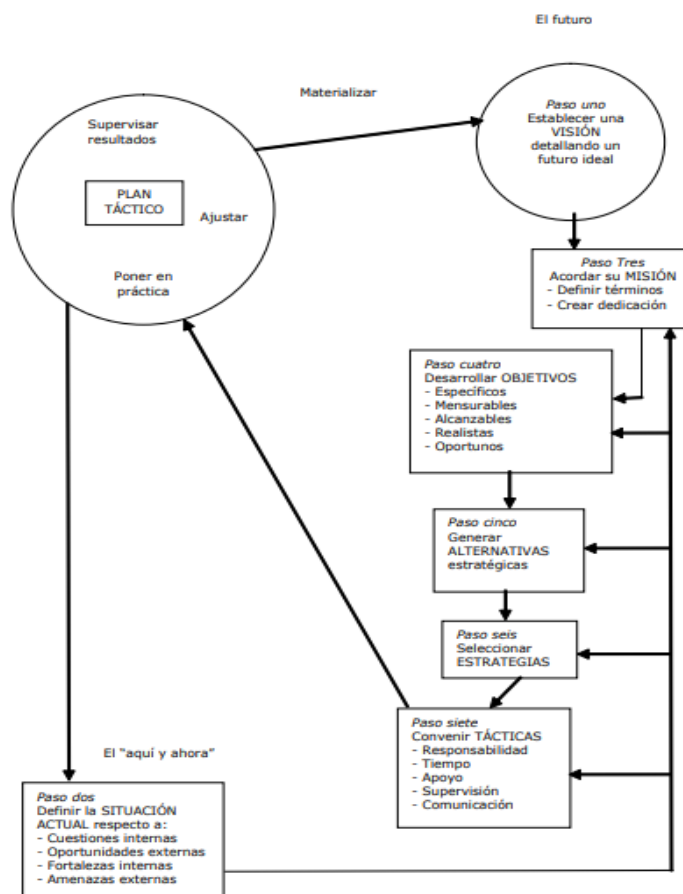 El futuro
Materializar
Paso uno
Establecer una
VISIÓN
detallando un
futuro ideal
Supervisar
resultados
PLAN
TÁCTICO
Ajustar
Poner en
práctica
Paso Tres
Acordar su MISIÓN
- Definir términos
- Crear dedicación
Paso cuatro
Desarrollar OBJETIVOS
- Específicos
- Mensurables
- Alcanzables
- Realistas
- Oportunos
Paso cinco
Generar
ALTERNATIVAS
estratégicas
Paso seis
Seleccionar
ESTRATEGIAS
Paso siete
Convenir TÁCTICAS
- Responsabilidad
- Tiempo
- Apoyo
- Supervisión
- Comunicación
El “aquí y ahora”
Paso dos
Definir la SITUACIÓN
ACTUAL respecto a:
- Cuestiones internas
- Oportunidades externas
- Fortalezas internas
- Amenazas externas